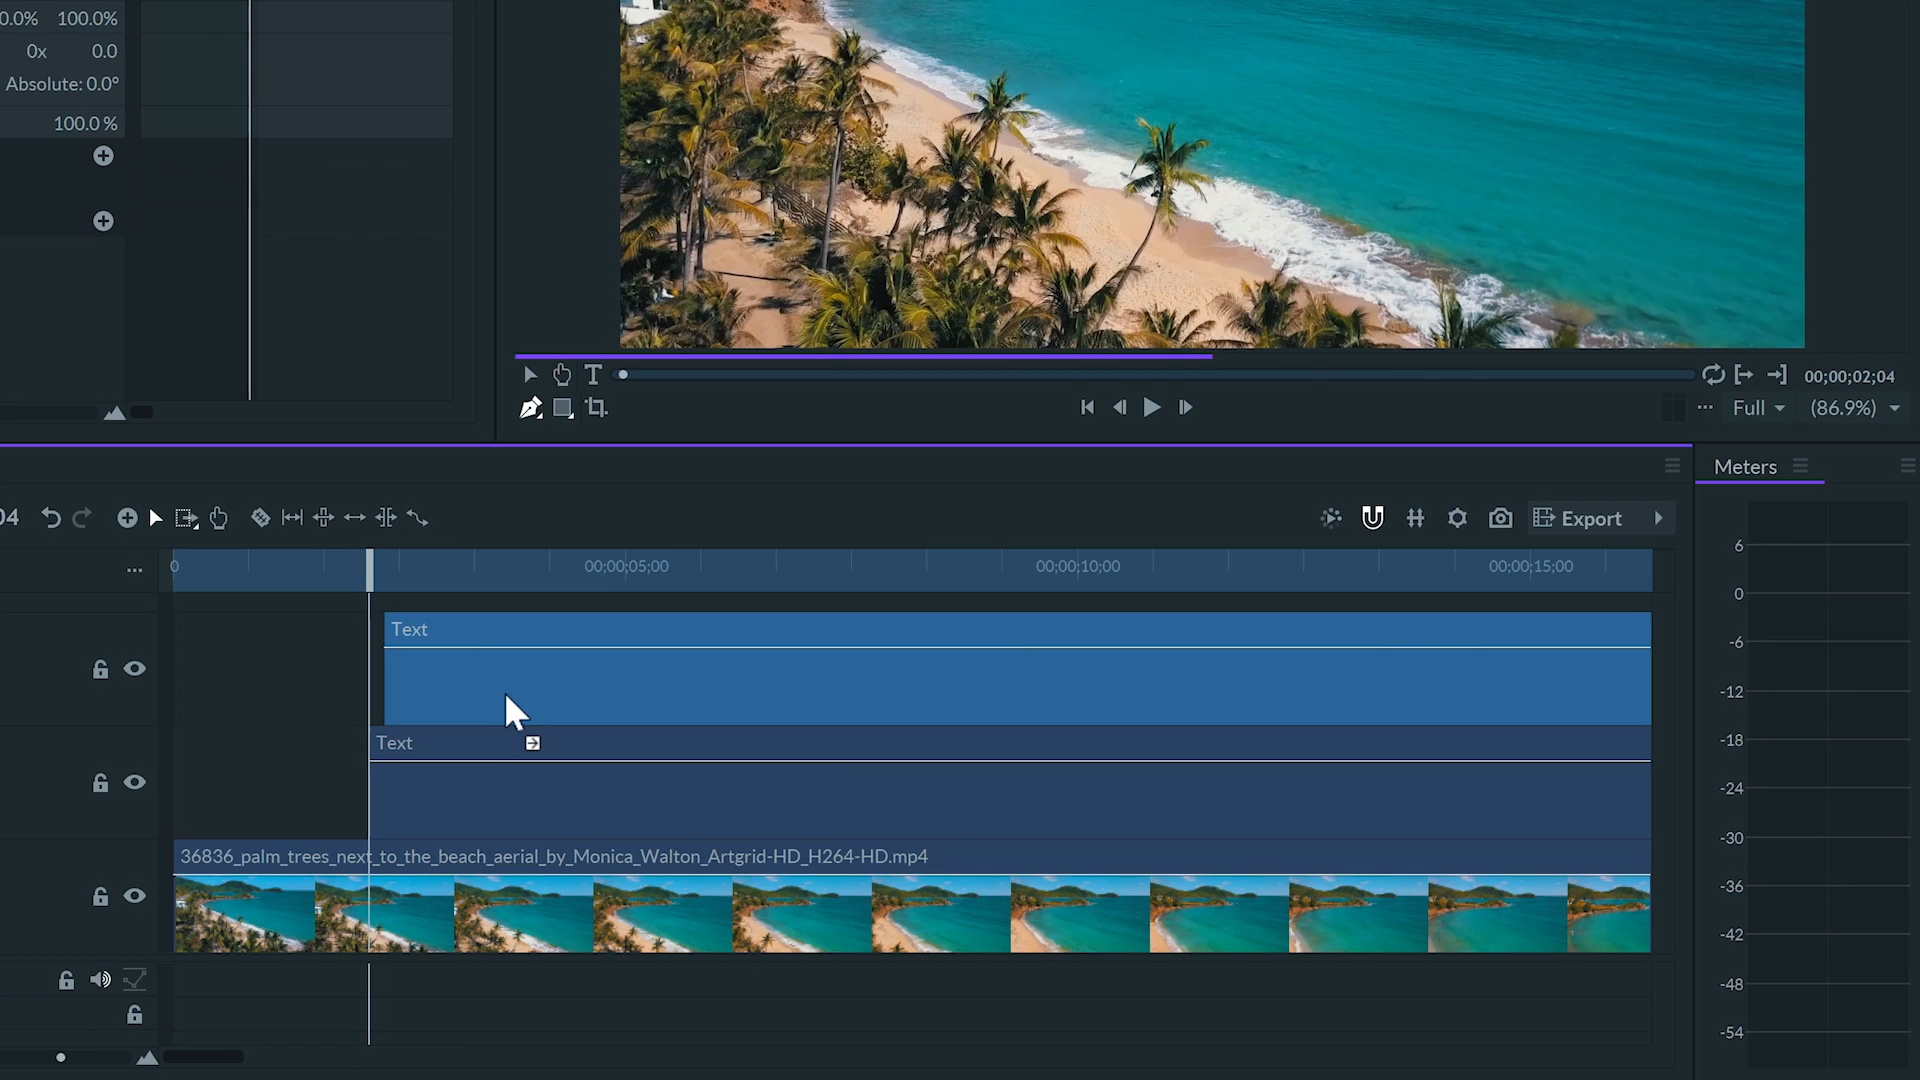 0.0% 100.0%
0x 0.0
Absolute: 0.0°
100.0 %
00;00;02;04
Full (86.9%)
Meters
04
Export
0 00;00;05;00 00;00;10;00 00;00;15;00
Text
Text
36836_palm_trees_next_to_the_beach_aerial_by_Monica_Walton_Artgrid-HD_H264-HD.mp4
6
0
-6
-12
-18
-24
-30
-36
-42
-48
-54